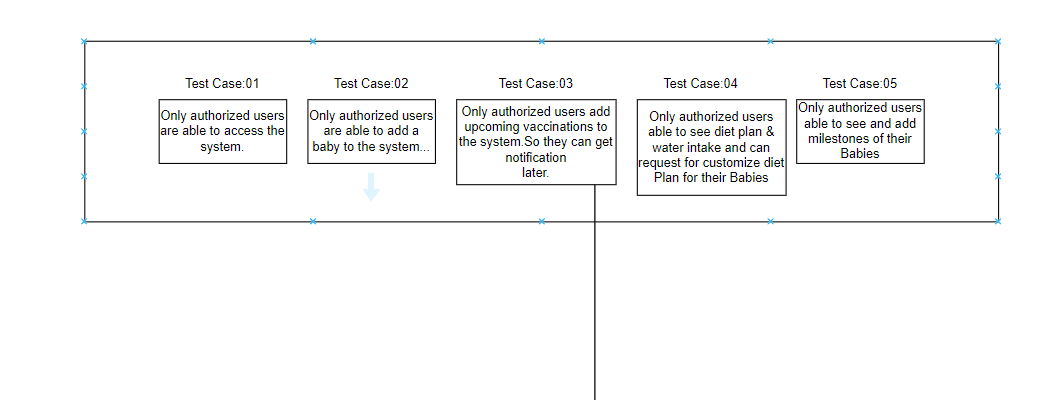 Test Case:01
Only authorized users
are able to access the
system.
Test Case:02
Only authorized users
are able to add a
baby to the system...
Test Case:03
Only authorized users add
upcoming vaccinations to
the system.So they can get
notification
later.
Test Case:04
Only authorized users
able to see diet plan &
water intake and can
request for customize diet
Plan for their Babies
Test Case:05
Only authorized users
able to see and add
milestones of their
Babies